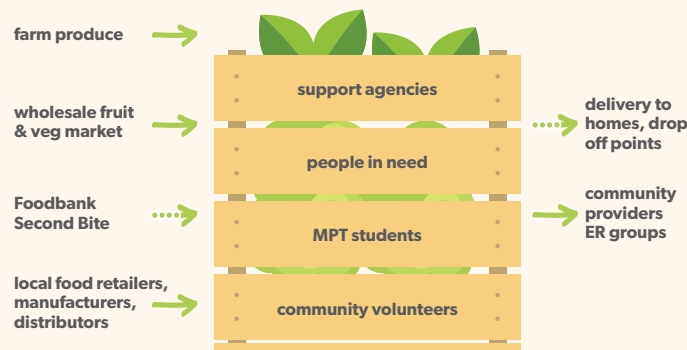 farm produce
wholesale fruit
& veg market
Foodbank
Second Bite
local food retailers,
manufacturers,
distributors
support agencies
people in need
MPT students
community volunteers
delivery to
homes, drop
off points
community
providers
ER groups